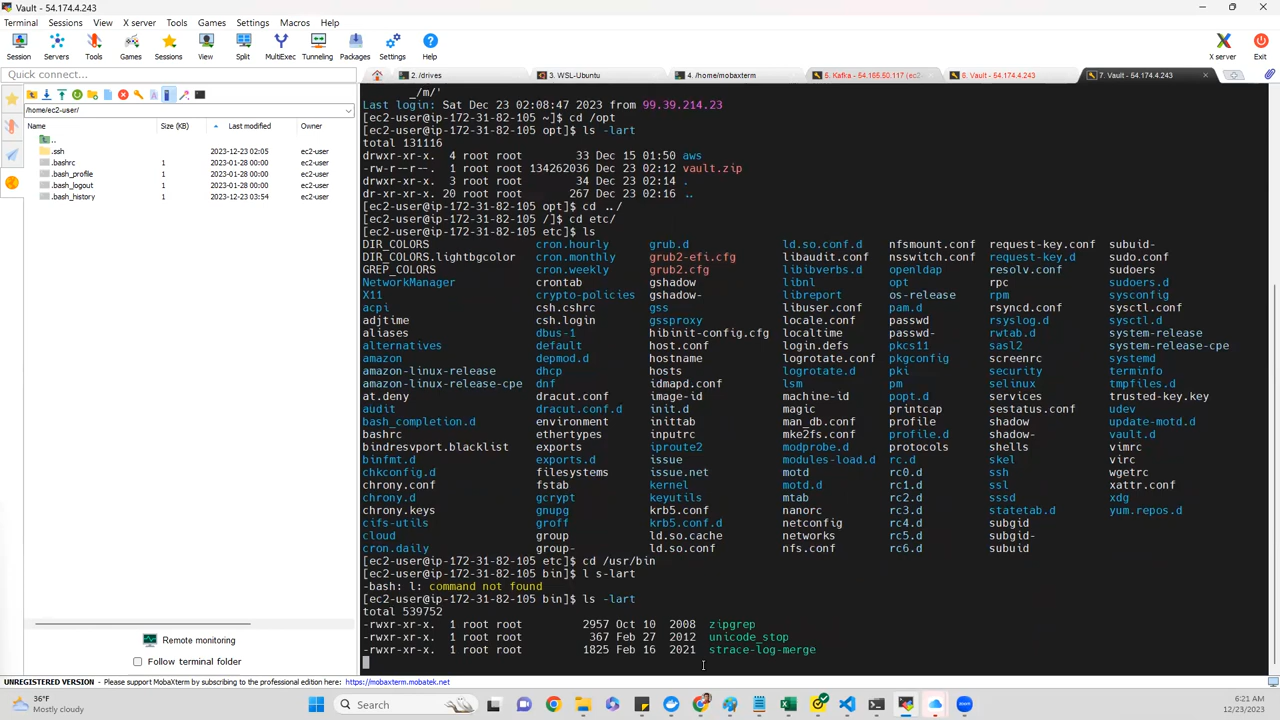 Vault - 54.174.4.243
Terminal Sessions View X server Tools Games Settings Macros Help
Session Servers Tools Games Sessions View Split MultiExec Tunneling Packages Settings Help X server Exit
Quick connect...
2. /drives 3. WSL-Ubuntu 4. /home/mobaxterm 5. Kafka - 54.166.50.117 (ec2 6. Vault - 54.174.4.243 7. Vault - 54.174.4.243
/home/ec2-user/
Name Size (KB) Last modified Owner
..
.ssh 2023-12-23 02:05 ec2-user
.bashrc 1 2023-01-28 00:00 ec2-user
.bash_profile 1 2023-01-28 00:00 ec2-user
.bash_logout 1 2023-01-28 00:00 ec2-user
.bash_history 1 2023-12-23 03:54 ec2-user
Remote monitoring
Follow terminal folder
_/m/'
Last login: Sat Dec 23 02:08:47 2023 from 99.39.214.23
[ec2-user@ip-172-31-82-105 ~]$ cd /opt
[ec2-user@ip-172-31-82-105 opt]$ ls -lart
total 131116
drwxr-xr-x. 4 root root 33 Dec 15 01:50 aws
-rw-r--r--. 1 root root 134262036 Dec 23 02:12 vault.zip
drwxr-xr-x. 3 root root 34 Dec 23 02:14 .
dr-xr-xr-x. 20 root root 267 Dec 23 02:16 ..
[ec2-user@ip-172-31-82-105 opt]$ cd ../
[ec2-user@ip-172-31-82-105 /]$ cd etc/
[ec2-user@ip-172-31-82-105 etc]$ ls
DIR_COLORS cron.hourly grub.d ld.so.conf.d nfsmount.conf request-key.conf subuid-
DIR_COLORS.lightbgcolor cron.monthly grub2-efi.cfg libaudit.conf nsswitch.conf request-key.d sudo.conf
GREP_COLORS cron.weekly grub2.cfg libibverbs.d openldap resolv.conf sudoers
NetworkManager crontab gshadow libnl opt rpc sudoers.d
X11 crypto-policies gshadow- libreport os-release rpm sysconfig
acpi csh.cshrc gss libuser.conf pam.d rsyncd.conf sysctl.conf
adjtime csh.login gssproxy locale.conf passwd rsyslog.d sysctl.d
aliases dbus-1 hibinit-config.cfg localtime passwd- rwtab.d system-release
alternatives default host.conf login.defs pkcs11 sasl2 system-release-cpe
amazon depmod.d hostname logrotate.conf pkgconfig screenrc systemd
amazon-linux-release dhcp hosts logrotate.d pki security terminfo
amazon-linux-release-cpe dnf idmapd.conf lsm pm selinux tmpfiles.d
at.deny dracut.conf image-id machine-id popt.d services trusted-key.key
audit dracut.conf.d init.d magic printcap sestatus.conf udev
bash_completion.d environment inittab man_db.conf profile shadow update-motd.d
bashrc ethertypes inputrc mke2fs.conf profile.d shadow- vault.d
bindresvport.blacklist exports iproute2 modprobe.d protocols shells vimrc
binfmt.d exports.d issue modules-load.d rc.d skel virc
chkconfig.d filesystems issue.net motd rc0.d ssh wgetrc
chrony.conf fstab kernel motd.d rc1.d ssl xattr.conf
chrony.d gcrypt keyutils mtab rc2.d sssd xdg
chrony.keys gnupg krb5.conf nanorc rc3.d statetab.d yum.repos.d
cifs-utils groff krb5.conf.d netconfig rc4.d subgid
cloud group ld.so.cache networks rc5.d subgid-
cron.daily group- ld.so.conf nfs.conf rc6.d subuid
[ec2-user@ip-172-31-82-105 etc]$ cd /usr/bin
[ec2-user@ip-172-31-82-105 bin]$ l s-lart
-bash: l: command not found
[ec2-user@ip-172-31-82-105 bin]$ ls -lart
total 539752
-rwxr-xr-x. 1 root root 2957 Oct 10 2008 zipgrep
-rwxr-xr-x. 1 root root 367 Feb 27 2012 unicode_stop
-rwxr-xr-x. 1 root root 1825 Feb 16 2021 strace-log-merge
UNREGISTERED VERSION - Please support MobaXterm by subscribing to the professional edition here: https://mobaxterm.mobatek.net
36°F
Mostly cloudy
Search
6:21 AM
12/23/2023